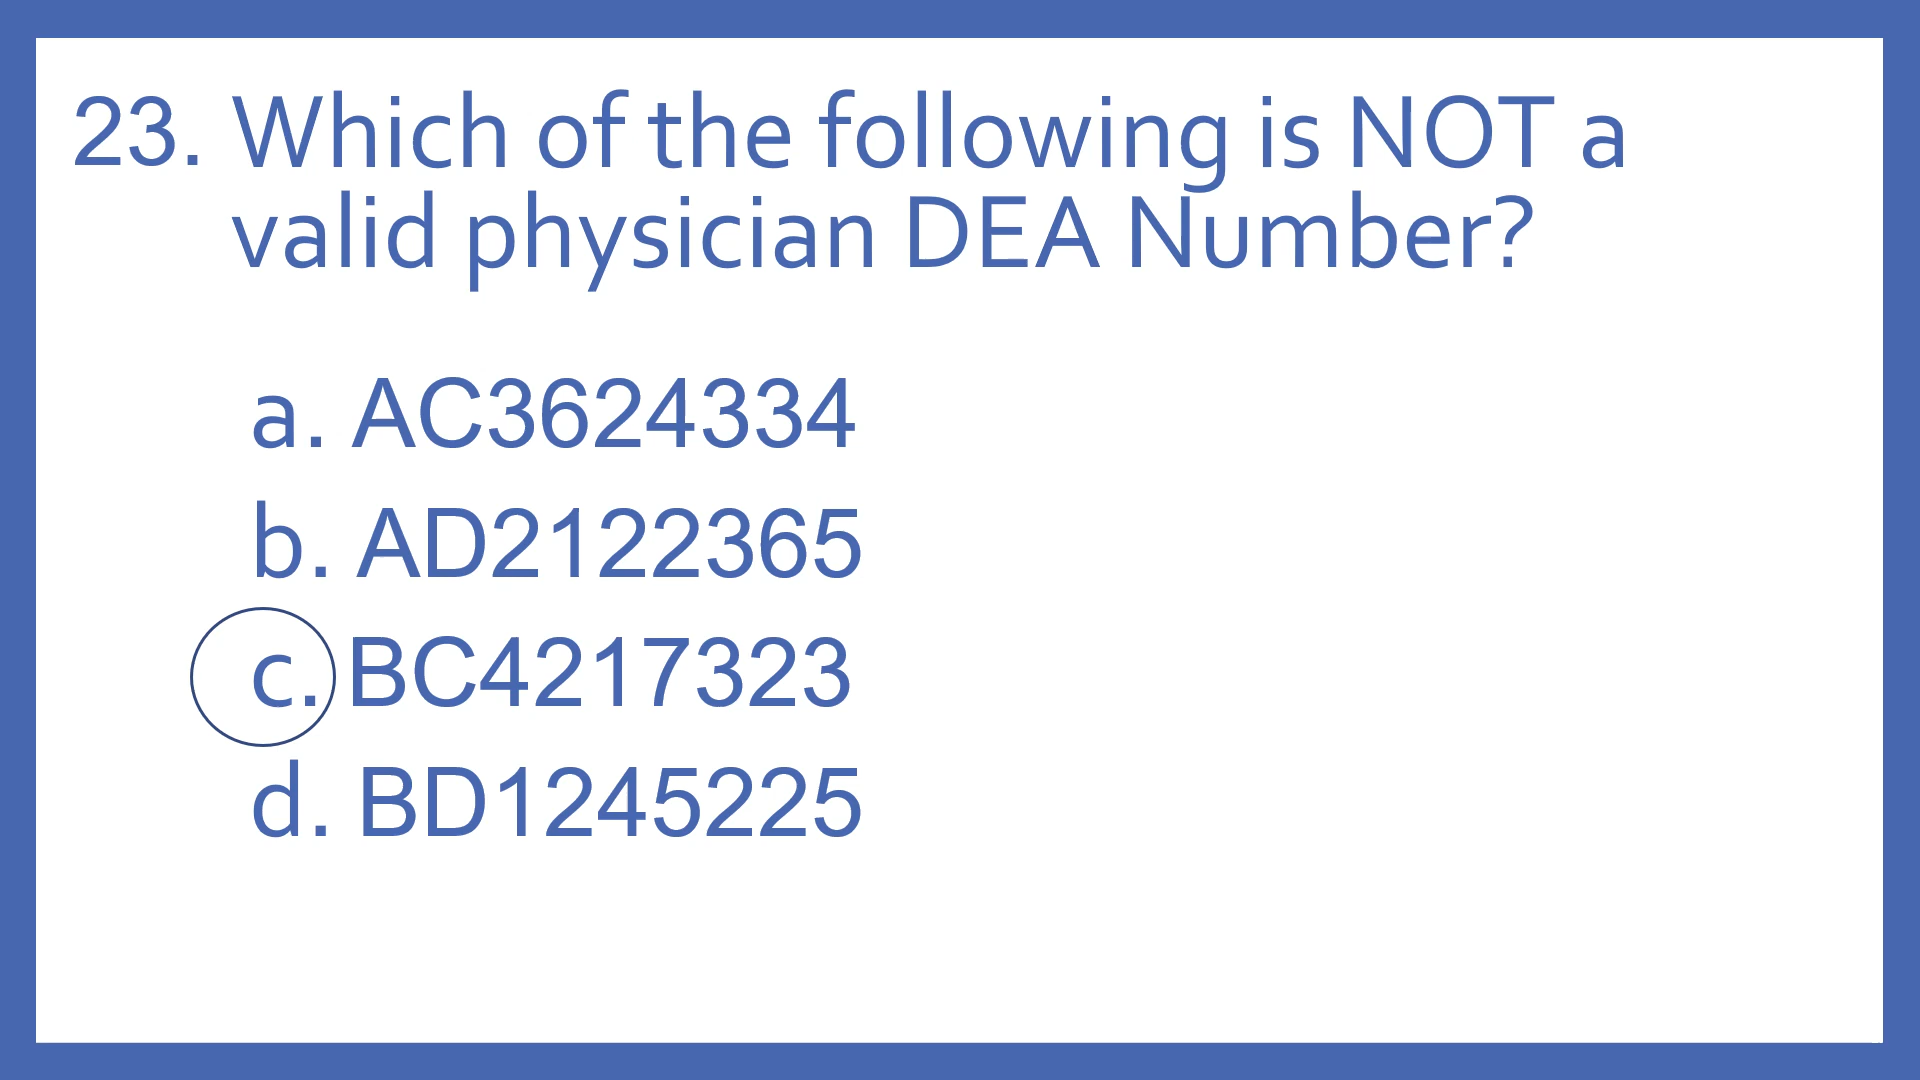 23. Which of the following is NOT a
valid physician DEA Number?
a. AC3624334
b. AD2122365
c. BC4217323
d. BD1245225